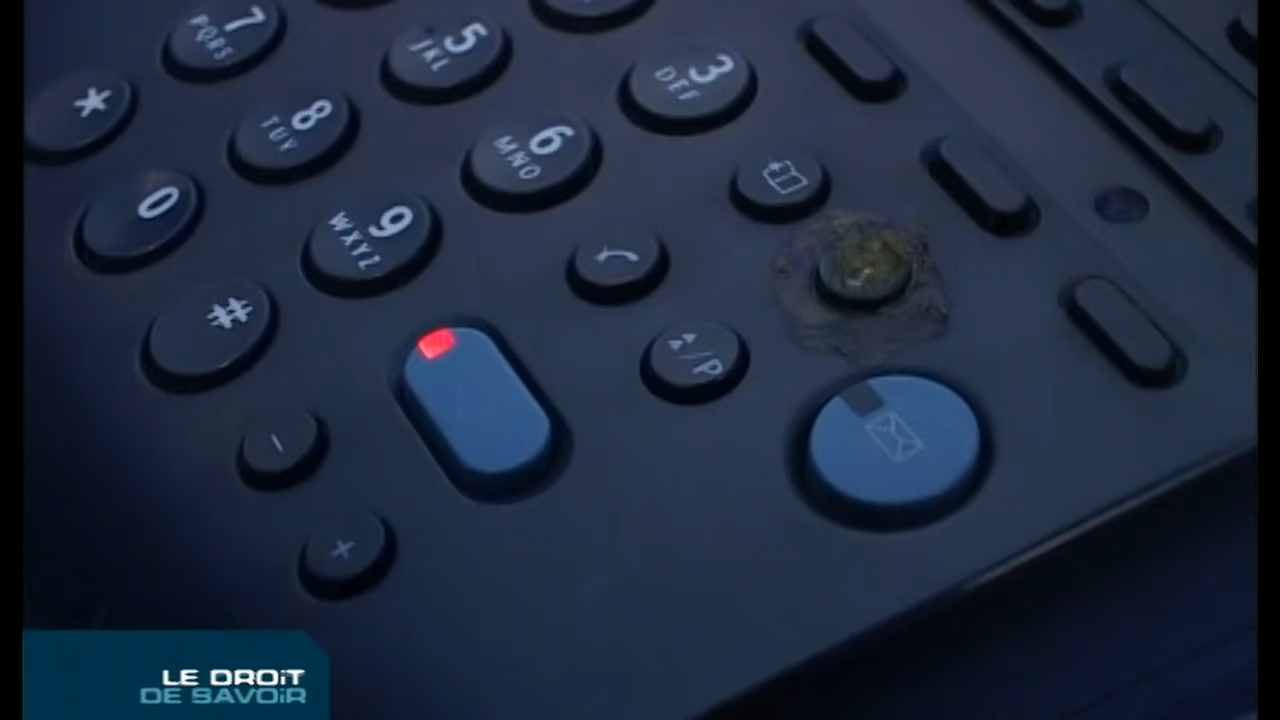 7
PQRS
5
JKL
3
DEF
*
8
TUV
6
MNO
0
9
WXYZ
#
/P
-
+
LE DROiT
DE SAVOiR